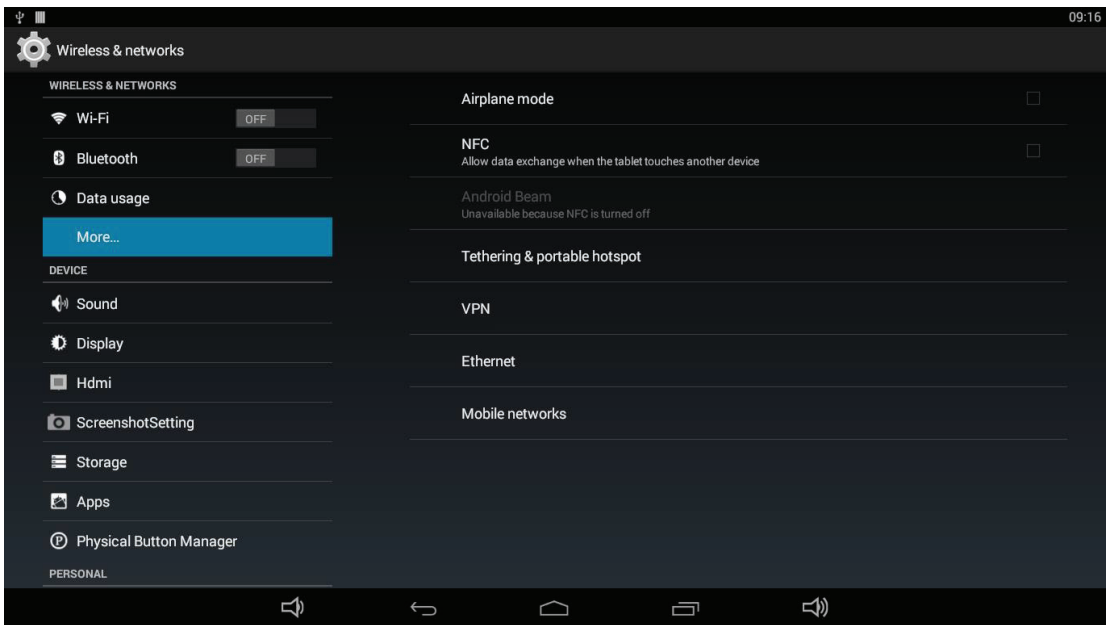 09:16
Wireless & networks
WIRELESS & NETWORKS
Wi-Fi OFF
Bluetooth OFF
Data usage
More...
DEVICE
Sound
Display
Hdmi
ScreenshotSetting
Storage
Apps
Physical Button Manager
PERSONAL
Airplane mode
NFC
Allow data exchange when the tablet touches another device
Android Beam
Unavailable because NFC is turned off
Tethering & portable hotspot
VPN
Ethernet
Mobile networks